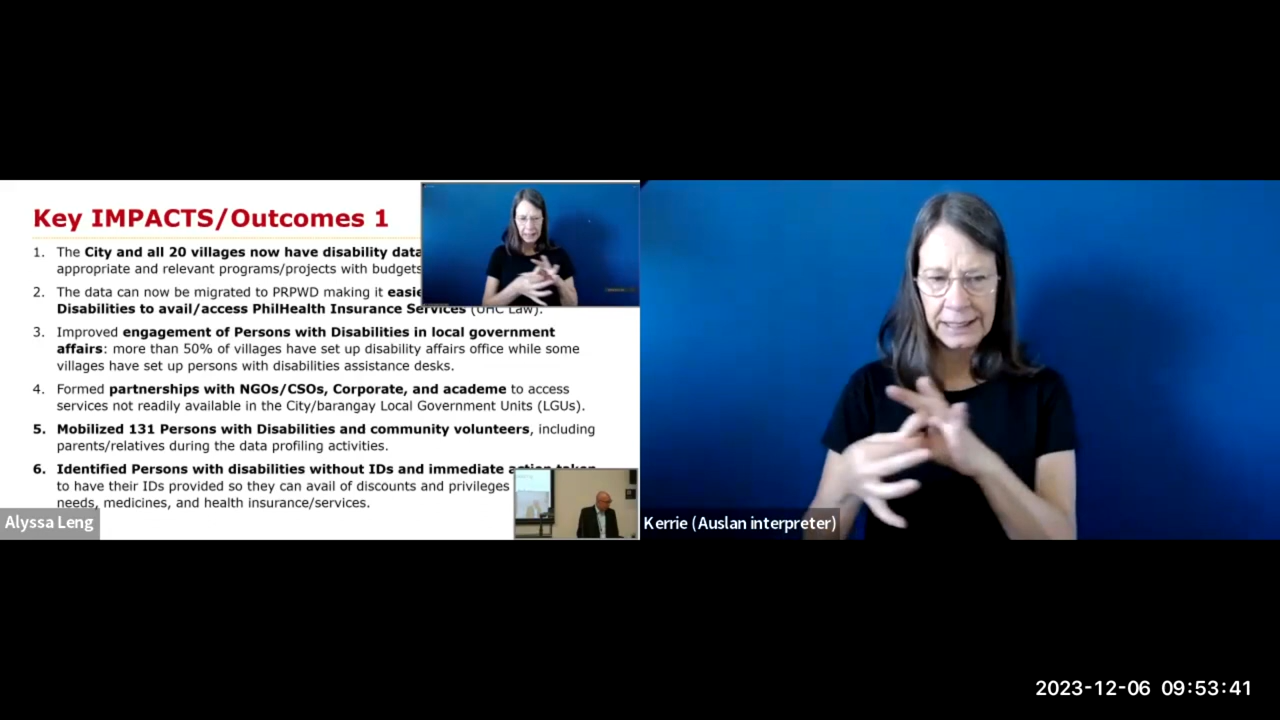 Key IMPACTS/Outcomes 1
1. The City and all 20 villages now have disability data
appropriate and relevant programs/projects with budgets
2. The data can now be migrated to PRPWD making it easie
Disabilities to avail/access PhilHealth Insurance Services (UHC Law).
3. Improved engagement of Persons with Disabilities in local government
affairs: more than 50% of villages have set up disability affairs office while some
villages have set up persons with disabilities assistance desks.
4. Formed partnerships with NGOs/CSOs, Corporate, and academe to access
services not readily available in the City/barangay Local Government Units (LGUs).
5. Mobilized 131 Persons with Disabilities and community volunteers, including
parents/relatives during the data profiling activities.
6. Identified Persons with disabilities without IDs and immediate action taken
to have their IDs provided so they can avail of discounts and privileges
needs, medicines, and health insurance/services.
Alyssa Leng
Kerrie (Auslan interpreter)
2023-12-06 09:53:41